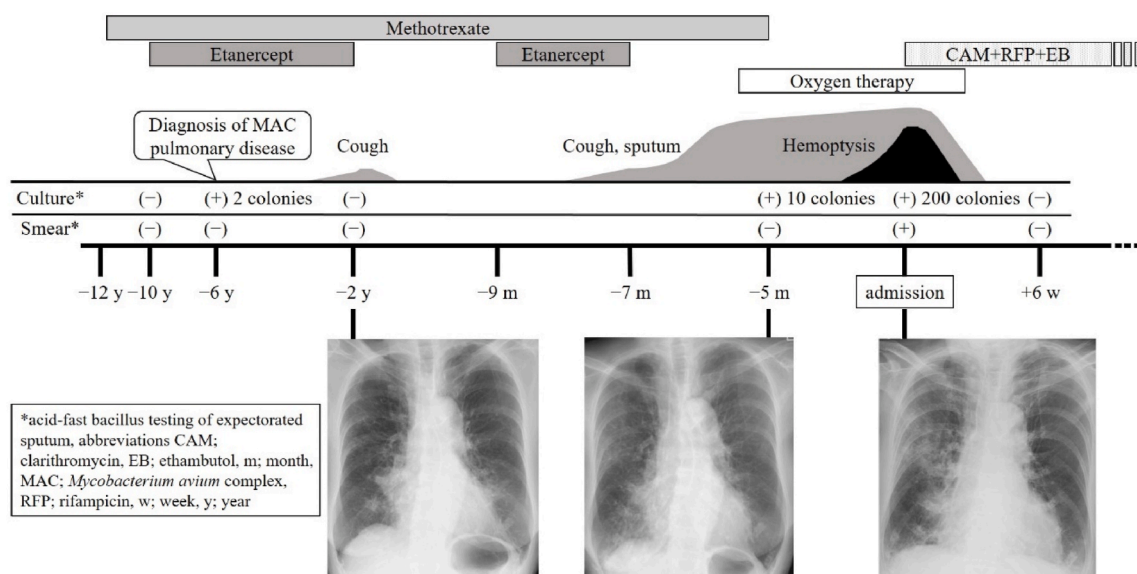 Methotrexate
Etanercept
Etanercept
CAM+RFP+EB
Oxygen therapy
Diagnosis of MAC
pulmonary disease
Cough
Cough, sputum
Hemoptysis
Culture* (−) (+) 2 colonies (−) (+) 10 colonies (+) 200 colonies (−)
Smear* (−) (−) (−) (−) (+) (−)
−12 y −10 y −6 y −2 y −9 m −7 m −5 m admission +6 w
*acid-fast bacillus testing of expectorated
sputum, abbreviations CAM;
clarithromycin, EB; ethambutol, m; month,
MAC; Mycobacterium avium complex,
RFP; rifampicin, w; week, y; year